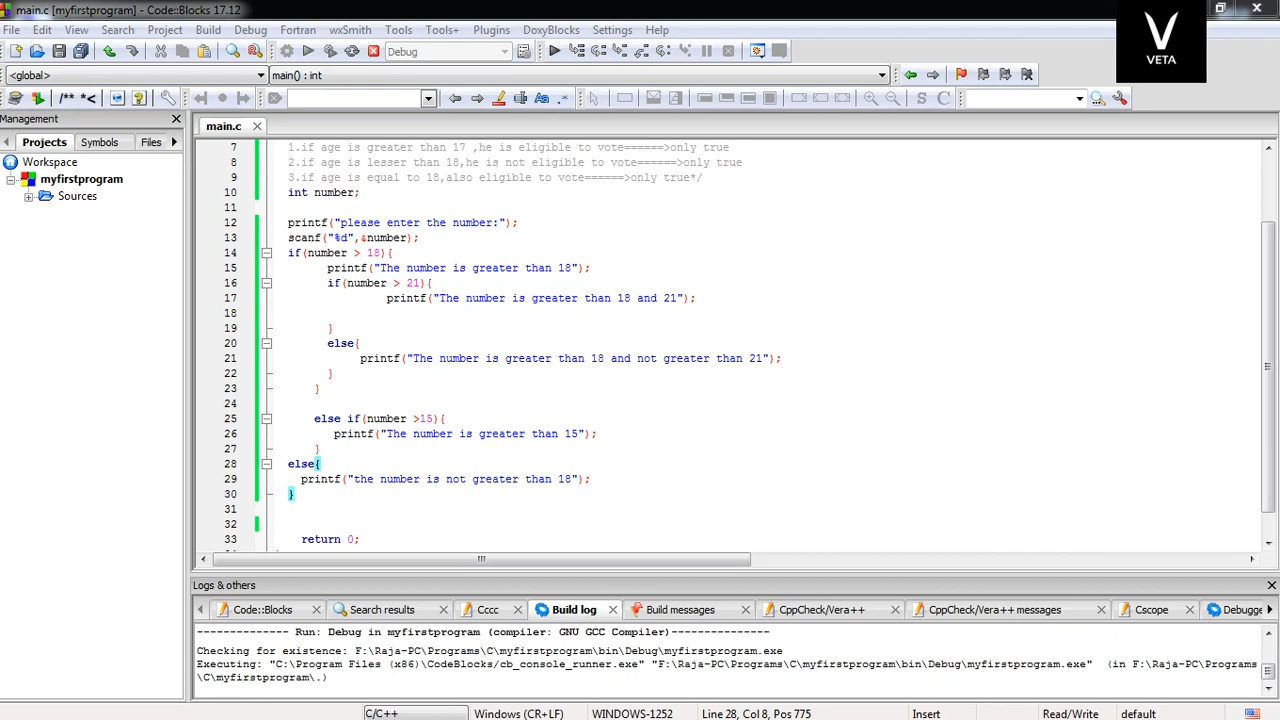 main.c [myfirstprogram] - Code::Blocks 17.12
File Edit View Search Project Build Debug Fortran wxSmith Tools Tools+ Plugins DoxyBlocks Settings Help
V
VETA
Debug
<global> main() : int
/** *<
Aa .*
S C
Management
main.c
Projects Symbols Files
Workspace
myfirstprogram
Sources
7 1.if age is greater than 17 ,he is eligible to vote======>only true
8 2.if age is lesser than 18,he is not eligible to vote======>only true
9 3.if age is equal to 18,also eligible to vote======>only true*/
10 int number;
11
12 printf("please enter the number:");
13 scanf("%d",&number);
14 if(number > 18){
15 printf("The number is greater than 18");
16 if(number > 21){
17 printf("The number is greater than 18 and 21");
18
19 }
20 else{
21 printf("The number is greater than 18 and not greater than 21");
22 }
23 }
24
25 else if(number >15){
26 printf("The number is greater than 15");
27 }
28 else{
29 printf("the number is not greater than 18");
30 }
31
32
33 return 0;
Logs & others
Code::Blocks Search results Cccc Build log Build messages CppCheck/Vera++ CppCheck/Vera++ messages Cscope Debugge
-------------- Run: Debug in myfirstprogram (compiler: GNU GCC Compiler)---------------
Checking for existence: F:\Raja-PC\Programs\C\myfirstprogram\bin\Debug\myfirstprogram.exe
Executing: "C:\Program Files (x86)\CodeBlocks/cb_console_runner.exe" "F:\Raja-PC\Programs\C\myfirstprogram\bin\Debug\myfirstprogram.exe" (in F:\Raja-PC\Programs
\C\myfirstprogram\.)
C/C++ Windows (CR+LF) WINDOWS-1252 Line 28, Col 8, Pos 775 Insert Read/Write default